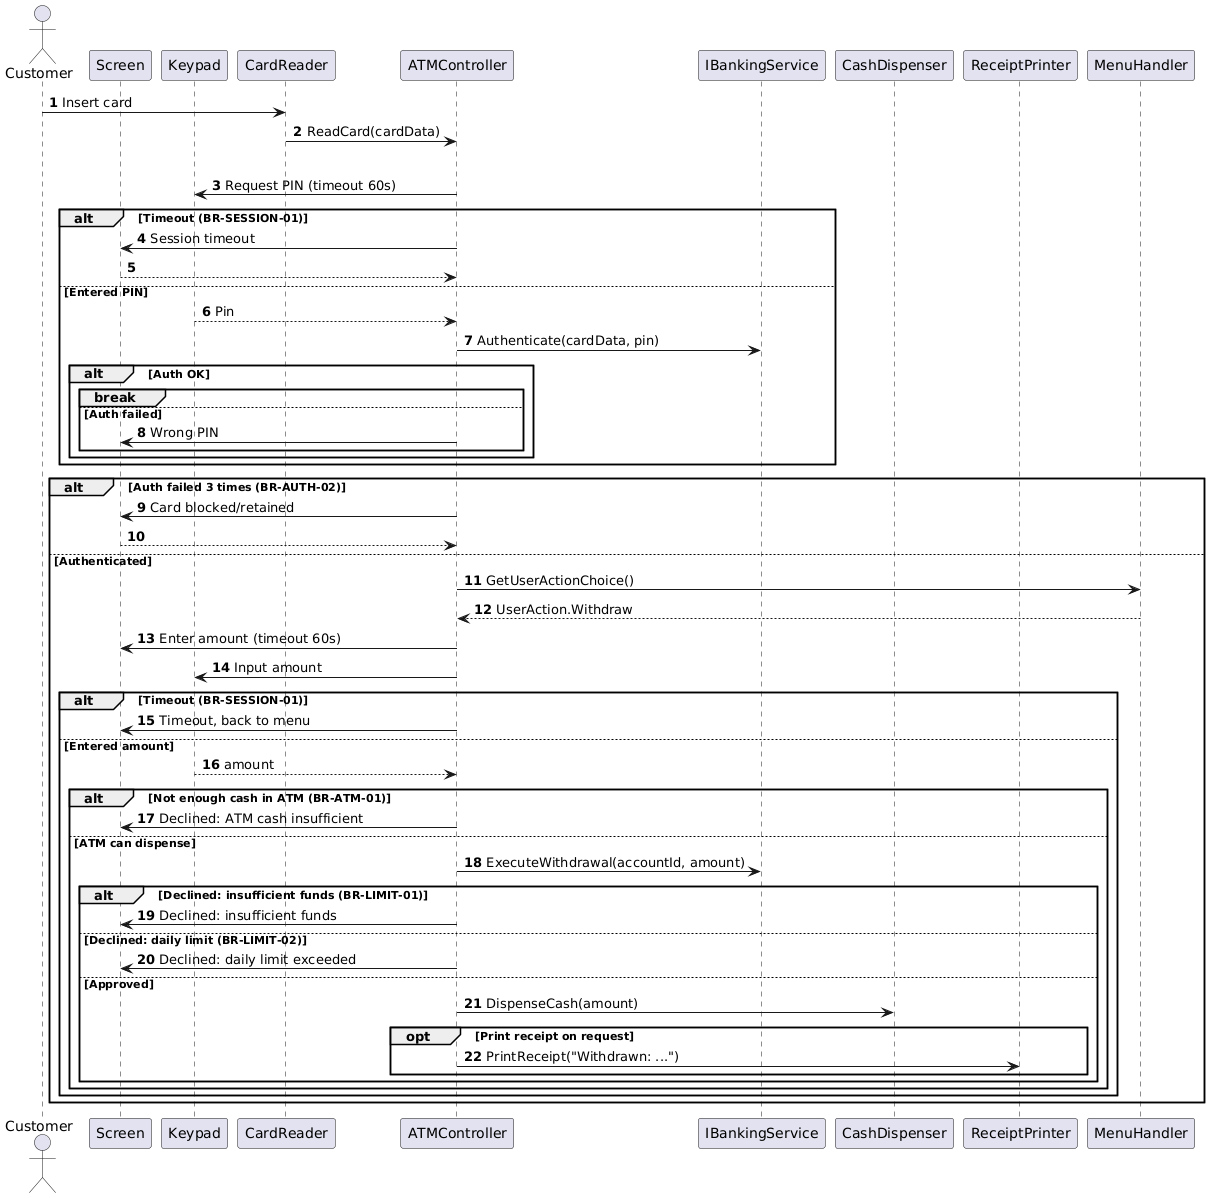 Customer
Screen
Keypad
CardReader
ATMController
IBankingService
CashDispenser
ReceiptPrinter
MenuHandler
1 Insert card
2 ReadCard(cardData)
3 Request PIN (timeout 60s)
alt [Timeout (BR-SESSION-01)]
4 Session timeout
5
[Entered PIN]
6 Pin
7 Authenticate(cardData, pin)
alt [Auth OK]
break
[Auth failed]
8 Wrong PIN
alt [Auth failed 3 times (BR-AUTH-02)]
9 Card blocked/retained
10
[Authenticated]
11 GetUserActionChoice()
12 UserAction.Withdraw
13 Enter amount (timeout 60s)
14 Input amount
alt [Timeout (BR-SESSION-01)]
15 Timeout, back to menu
[Entered amount]
16 amount
alt [Not enough cash in ATM (BR-ATM-01)]
17 Declined: ATM cash insufficient
[ATM can dispense]
18 ExecuteWithdrawal(accountId, amount)
alt [Declined: insufficient funds (BR-LIMIT-01)]
19 Declined: insufficient funds
[Declined: daily limit (BR-LIMIT-02)]
20 Declined: daily limit exceeded
[Approved]
21 DispenseCash(amount)
opt [Print receipt on request]
22 PrintReceipt("Withdrawn: ...")
Customer
Screen
Keypad
CardReader
ATMController
IBankingService
CashDispenser
ReceiptPrinter
MenuHandler